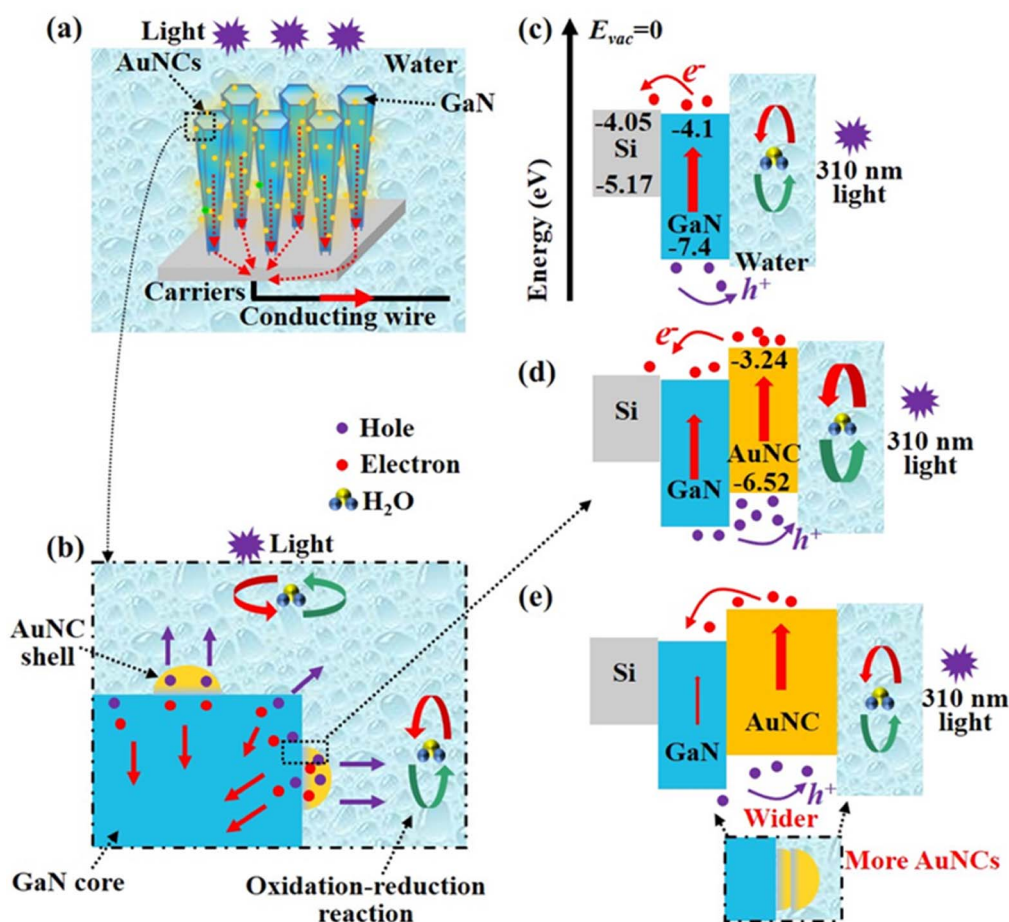 (a)
Light
AuNCs
Water
GaN
Carriers
Conducting wire
Hole
Electron
H₂O
(b)
Light
AuNC
shell
GaN core
Oxidation-reduction
reaction
(c)
Evac=0
Energy (eV)
e-
-4.05
Si
-5.17
-4.1
GaN
-7.4
Water
h+
310 nm
light
(d)
e-
Si
GaN
-3.24
AuNC
-6.52
h+
310 nm
light
(e)
Si
GaN
AuNC
h+
310 nm
light
Wider
More AuNCs